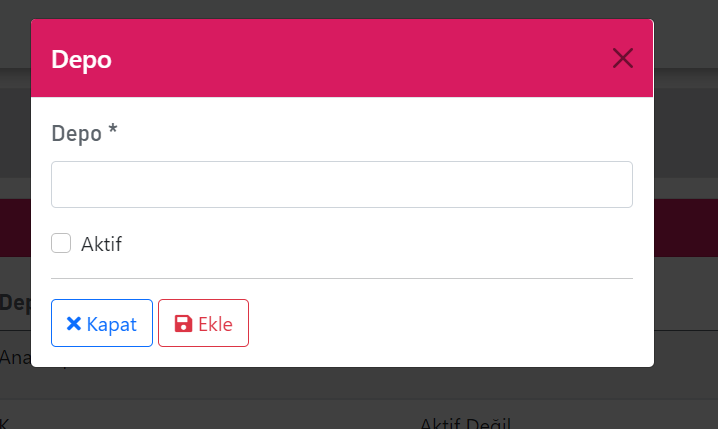 Depo
Depo *
Aktif
Kapat
Ekle
Aktif Değil